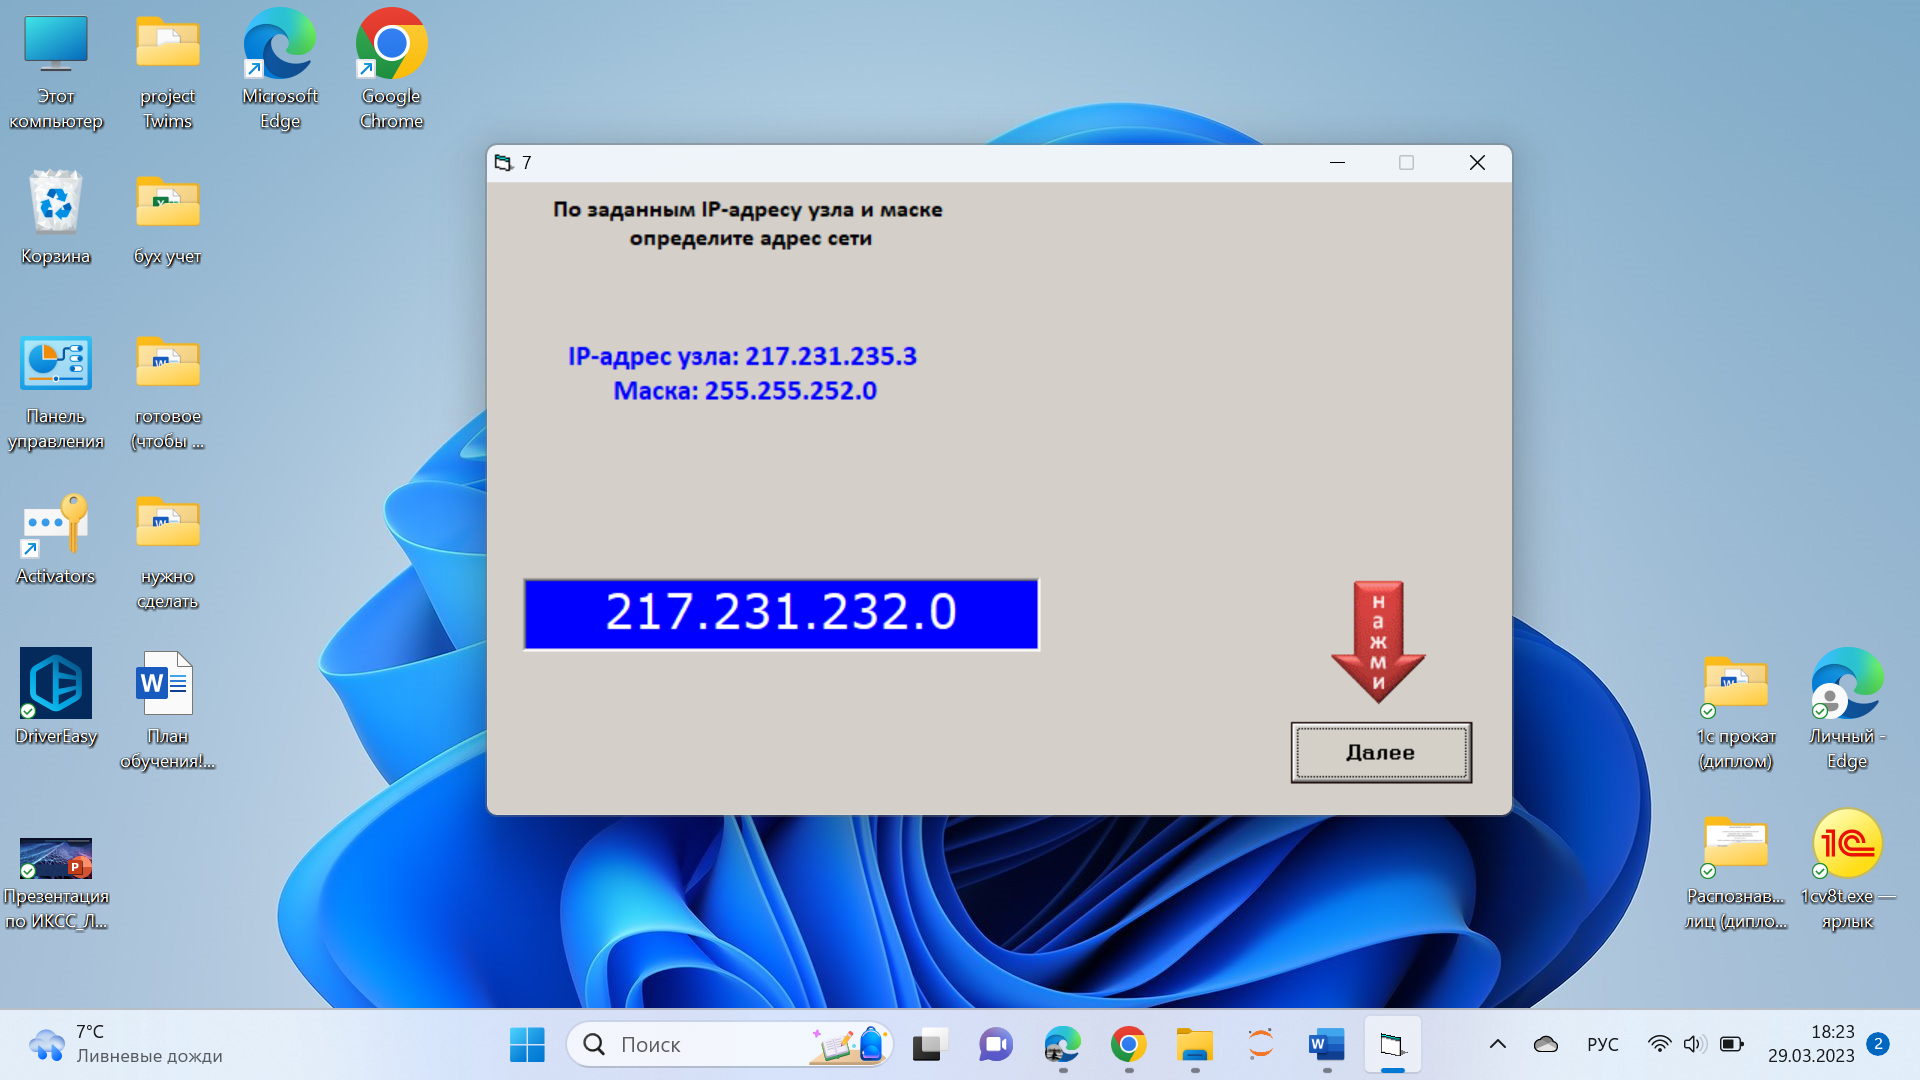 Этот
компьютер
project
Twims
Microsoft
Edge
Google
Chrome
Корзина
бух учет
Панель
управления
готовое
(чтобы ...
Activators
нужно
сделать
DriverEasy
План
обучения!...
Презентация
по ИКСС_Л...
7
По заданным IP-адресу узла и маске
определите адрес сети
IP-адрес узла: 217.231.235.3
Маска: 255.255.252.0
217.231.232.0
нажми
Далее
1с прокат
(диплом)
Личный -
Edge
Распознав...
лиц (дипло...
1cv8t.exe —
ярлык
7°C
Ливневые дожди
Поиск
РУС
18:23
29.03.2023
2